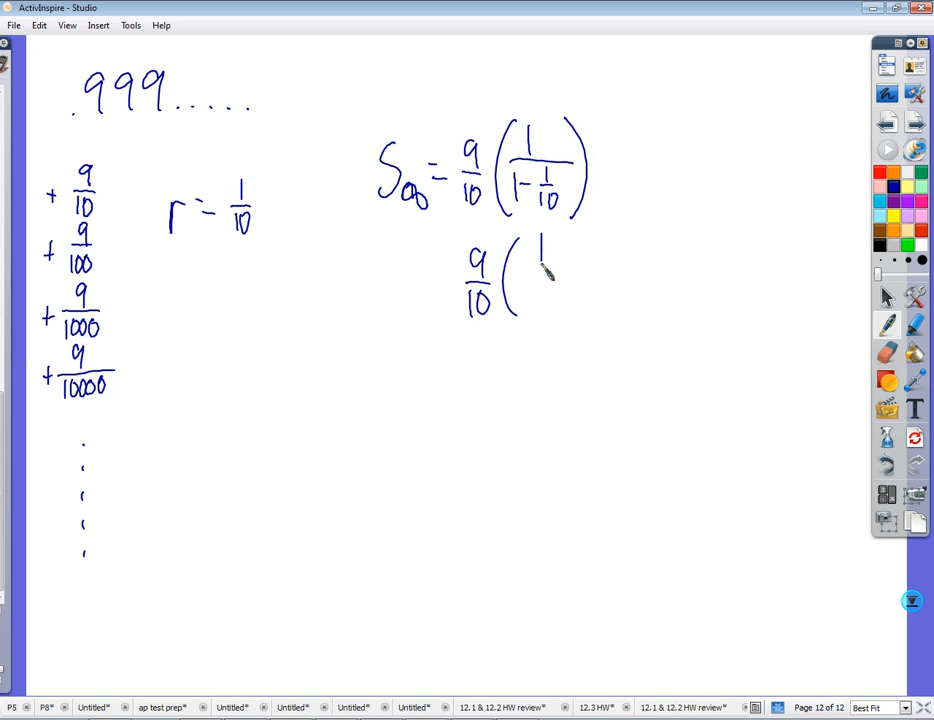 ActivInspire - Studio
File Edit View Insert Tools Help
.999.....
+ 9/10
+ 9/100
+ 9/1000
+ 9/10000
.
.
.
.
.
r = 1/10
S∞ = 9/10 (1/(1 - 1/10))
9/10 ( 1
T
P5 P8* Untitled* ap test prep* Untitled* Untitled* Untitled* Untitled* 12.1 & 12.2 HW review* 12.3 HW* 12.1 & 12.2 HW review* Page 12 of 12 Best Fit